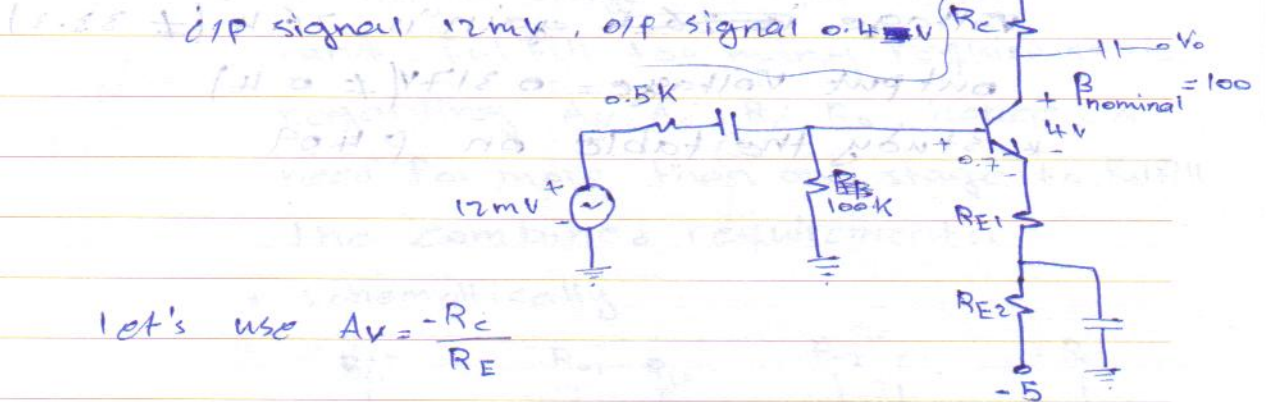 i/p signal 12mV, o/p signal 0.4 V
Rc
Vo
βnominal = 100
0.5K
+
4V
-
+
0.7
-
12mV
+
-
100K
RE1
RE2
let's use Av = -Rc / RE
-5